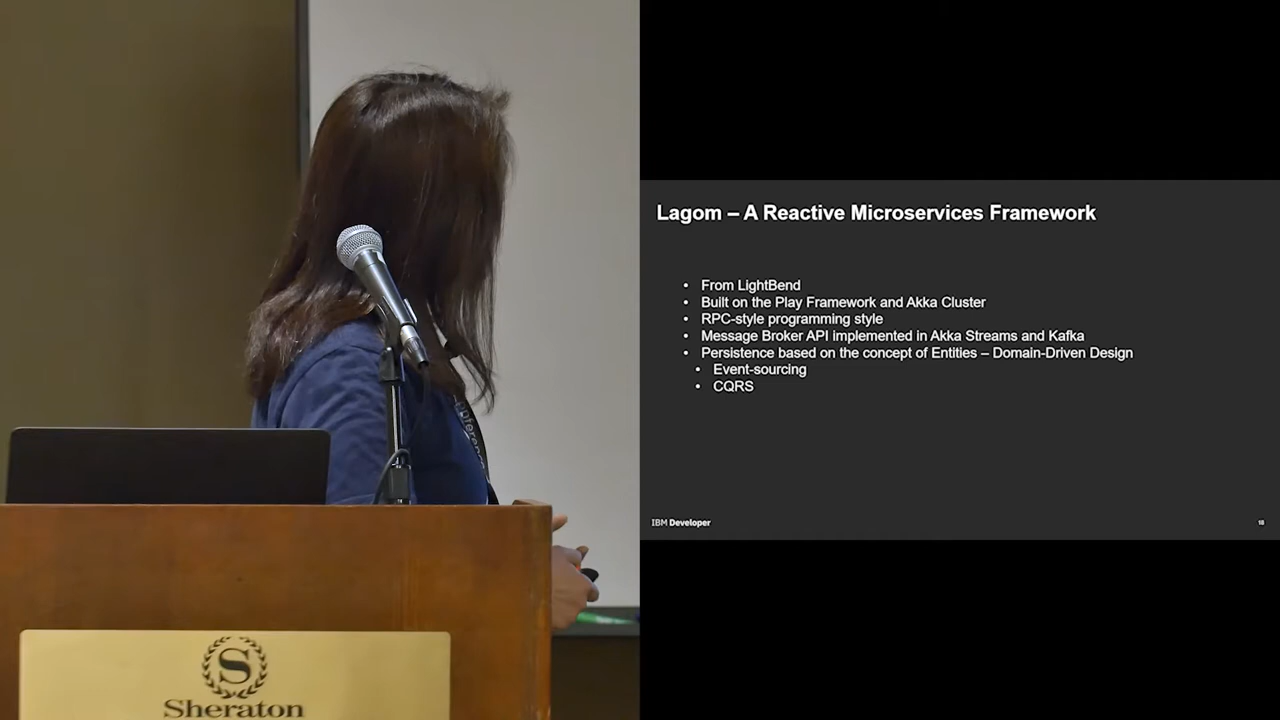 Lagom – A Reactive Microservices Framework
• From LightBend
• Built on the Play Framework and Akka Cluster
• RPC-style programming style
• Message Broker API implemented in Akka Streams and Kafka
• Persistence based on the concept of Entities – Domain-Driven Design
• Event-sourcing
• CQRS
IBM Developer
18
S
Sheraton